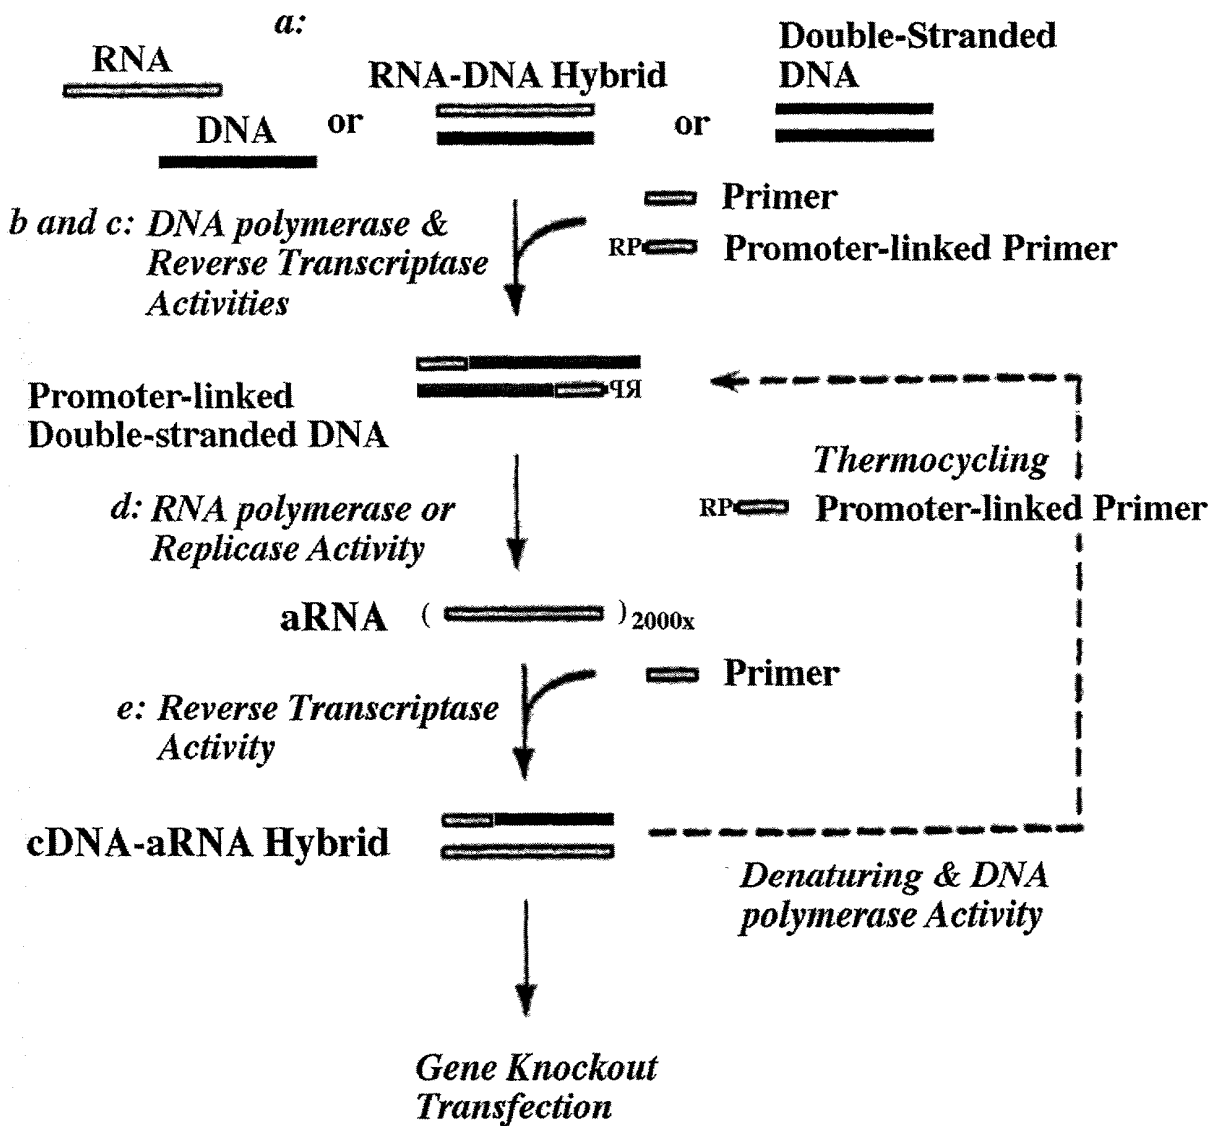 a:
RNA
DNA
or
RNA-DNA Hybrid
or
Double-Stranded
DNA
b and c: DNA polymerase &
Reverse Transcriptase
Activities
Primer
RP Promoter-linked Primer
Promoter-linked
Double-stranded DNA
RP
Thermocycling
RP Promoter-linked Primer
d: RNA polymerase or
Replicase Activity
aRNA ( )2000x
Primer
e: Reverse Transcriptase
Activity
cDNA-aRNA Hybrid
Denaturing & DNA
polymerase Activity
Gene Knockout
Transfection